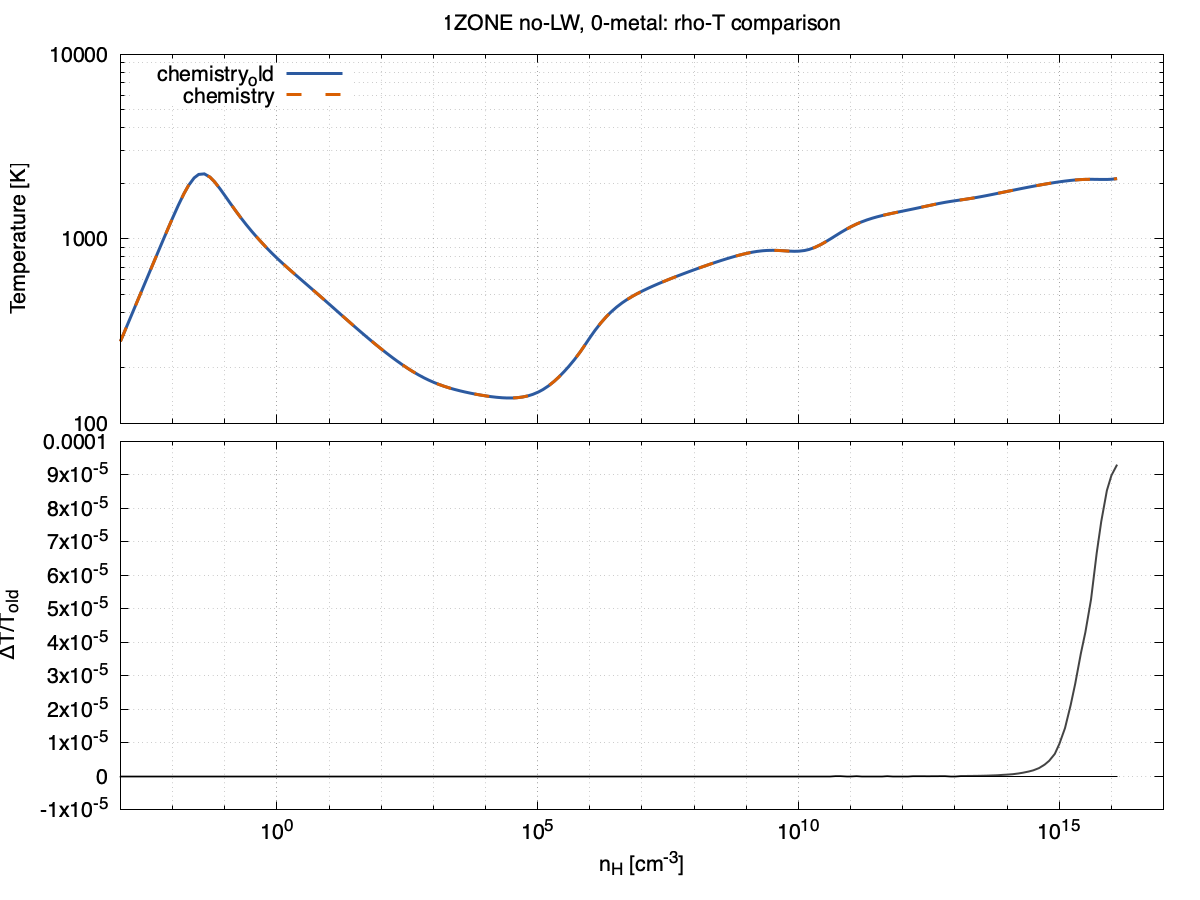 1ZONE no-LW, 0-metal: rho-T comparison
10000
chemistry_old
chemistry
1000
100
Temperature [K]
0.0001
9x10^-5
8x10^-5
7x10^-5
6x10^-5
5x10^-5
4x10^-5
3x10^-5
2x10^-5
1x10^-5
0
-1x10^-5
ΔT/T_old
10^0 10^5 10^10 10^15
n_H [cm^-3]